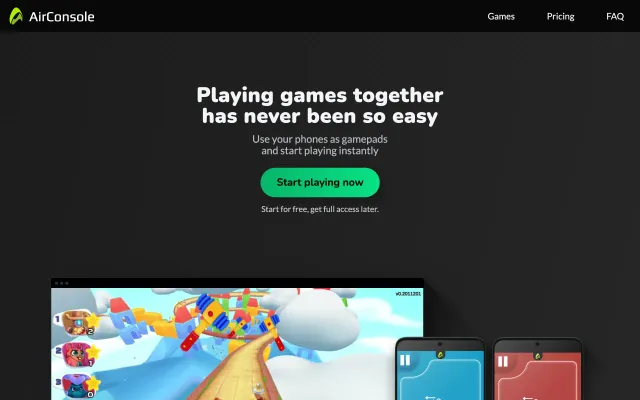 AirConsole
Games
Pricing
FAQ
Playing games together
has never been so easy
Use your phones as gamepads
and start playing instantly
Start playing now
Start for free, get full access later.
v0.2011201
1
2
2
1
3
0